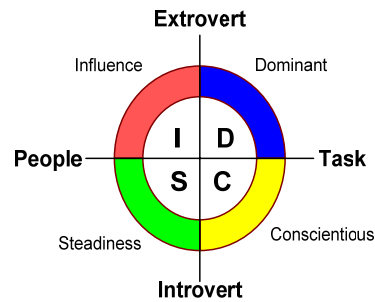 Extrovert
Influence
Dominant
I
D
People
Task
S
C
Steadiness
Conscientious
Introvert